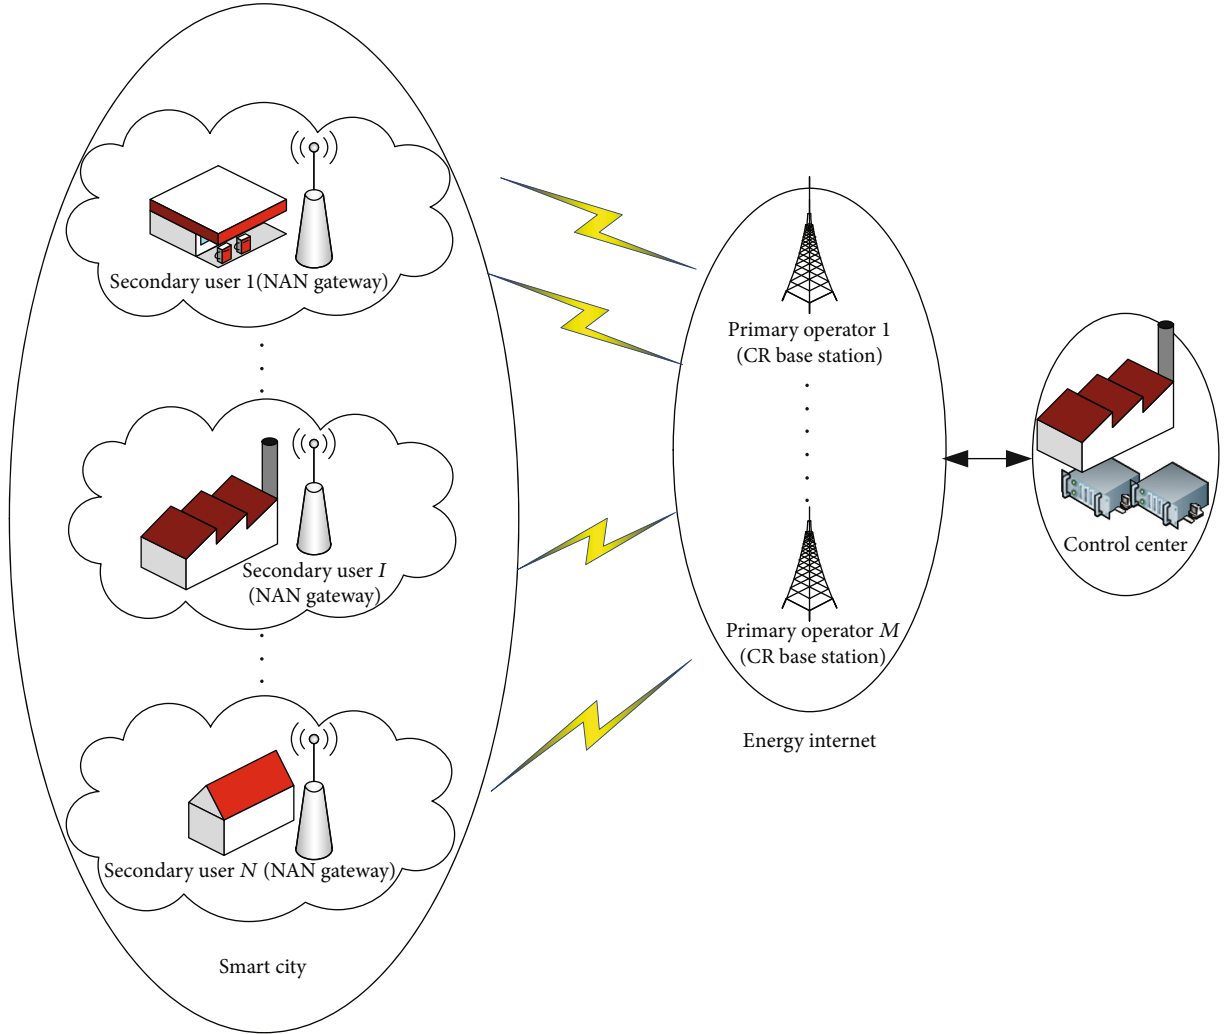 Secondary user 1(NAN gateway)
Secondary user I
(NAN gateway)
Secondary user N (NAN gateway)
Smart city
Primary operator 1
(CR base station)
Primary operator M
(CR base station)
Energy internet
Control center